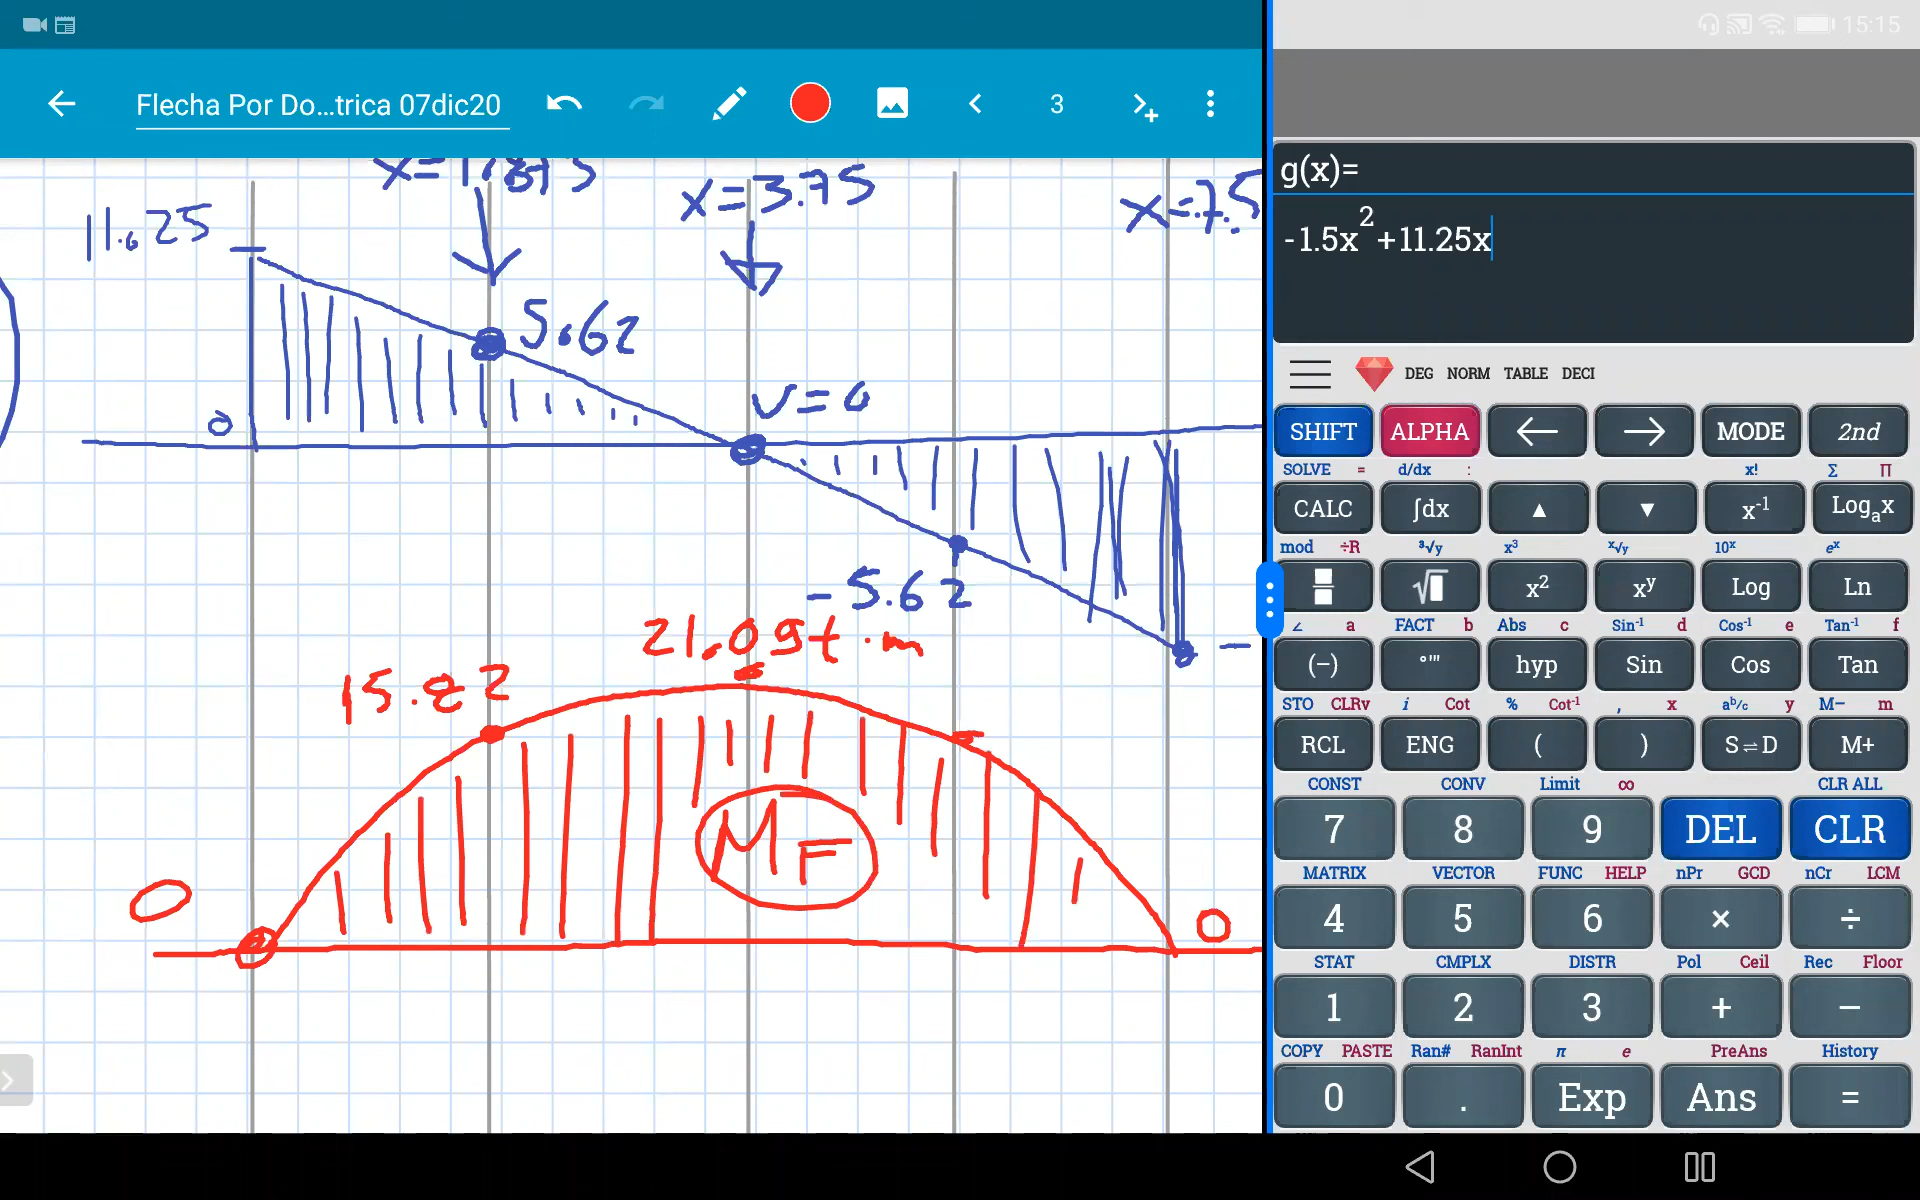 15:15
Flecha Por Do...trica 07dic20
3
x=1.875
x=3.75
x=7.5
11.25
5.62
0
V=0
-5.62
-
21.09t.m
15.82
MF
0
0
g(x)=
-1.5x²+11.25x
DEG NORM TABLE DECI
SHIFT ALPHA ← → MODE 2nd
SOLVE = d/dx : x! Σ Π
CALC ∫dx ▲ ▼ x⁻¹ Logₐx
mod ÷R ³√y x³ ˣ√y 10ˣ eˣ
√ x² xʸ Log Ln
∠ a FACT b Abs c Sin⁻¹ d Cos⁻¹ e Tan⁻¹ f
(−) °''' hyp Sin Cos Tan
STO CLRv i Cot % Cot⁻¹ , x aᵇ/c y M− m
RCL ENG ( ) S⇌D M+
CONST CONV Limit ∞ CLR ALL
7 8 9 DEL CLR
MATRIX VECTOR FUNC HELP nPr GCD nCr LCM
4 5 6 × ÷
STAT CMPLX DISTR Pol Ceil Rec Floor
1 2 3 + −
COPY PASTE Ran# RanInt π e PreAns History
0 . Exp Ans =